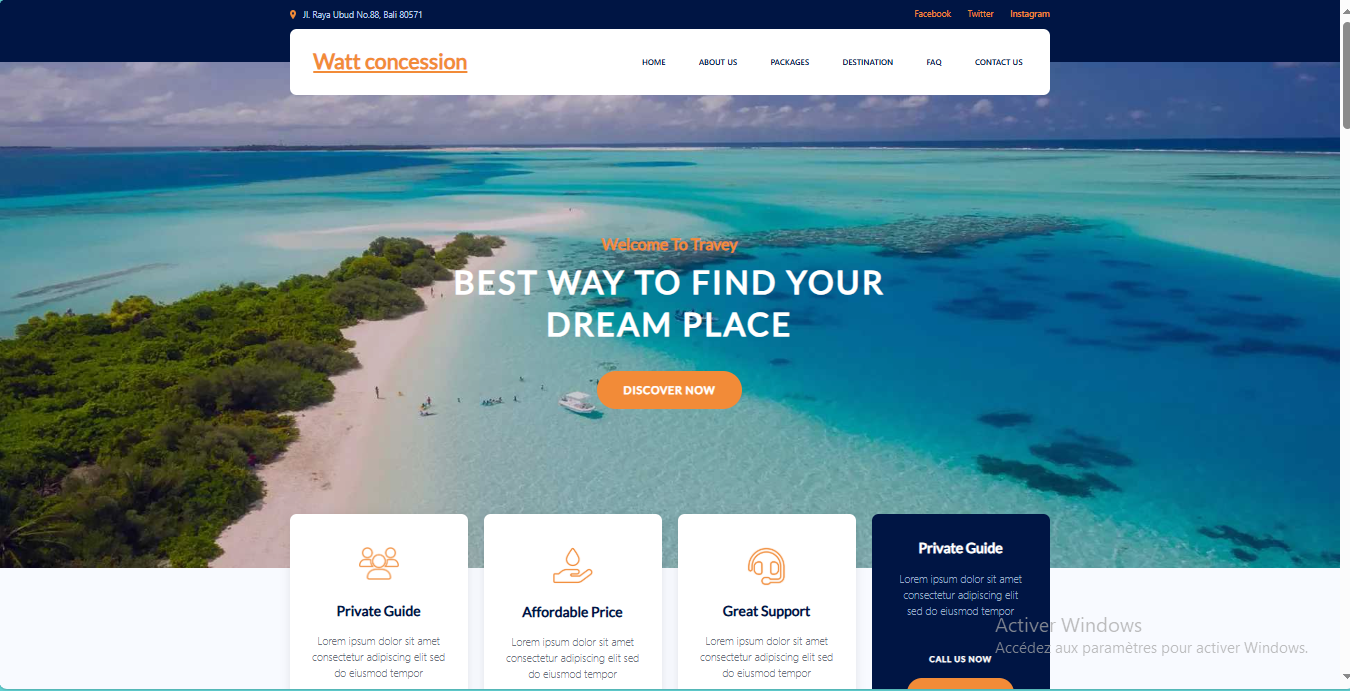 Jl. Raya Ubud No.88, Bali 80571
Facebook Twitter Instagram
Watt concession
HOME ABOUT US PACKAGES DESTINATION FAQ CONTACT US
Welcome To Travey
BEST WAY TO FIND YOUR
DREAM PLACE
DISCOVER NOW
Private Guide
Lorem ipsum dolor sit amet
consectetur adipiscing elit sed
do eiusmod tempor
Affordable Price
Lorem ipsum dolor sit amet
consectetur adipiscing elit sed
do eiusmod tempor
Great Support
Lorem ipsum dolor sit amet
consectetur adipiscing elit sed
do eiusmod tempor
Private Guide
Lorem ipsum dolor sit amet
consectetur adipiscing elit
sed do eiusmod tempor
CALL US NOW
Activer Windows
Accédez aux paramètres pour activer Windows.